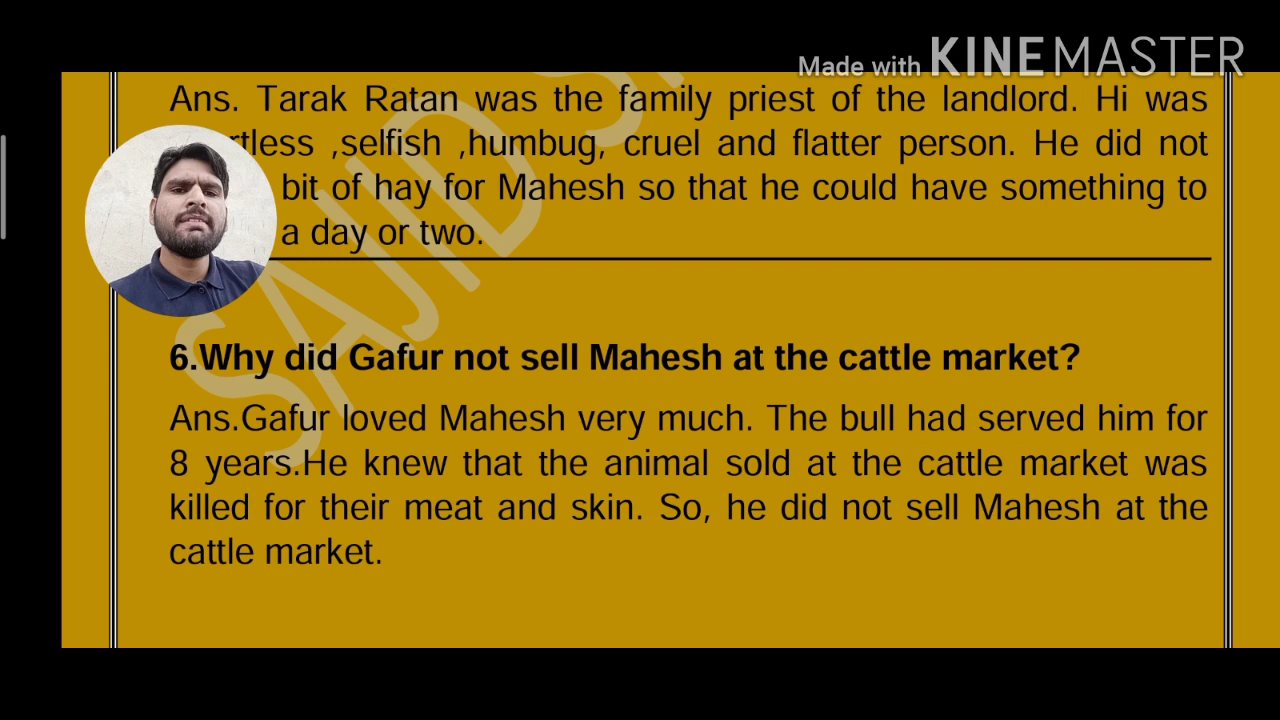 Made with KINEMASTER
Ans. Tarak Ratan was the family priest of the landlord. Hi was
,selfish ,humbug, cruel and flatter person. He did not
bit of hay for Mahesh so that he could have something to
a day or two.
SAJID
6.Why did Gafur not sell Mahesh at the cattle market?
Ans.Gafur loved Mahesh very much. The bull had served him for
8 years.He knew that the animal sold at the cattle market was
killed for their meat and skin. So, he did not sell Mahesh at the
cattle market.